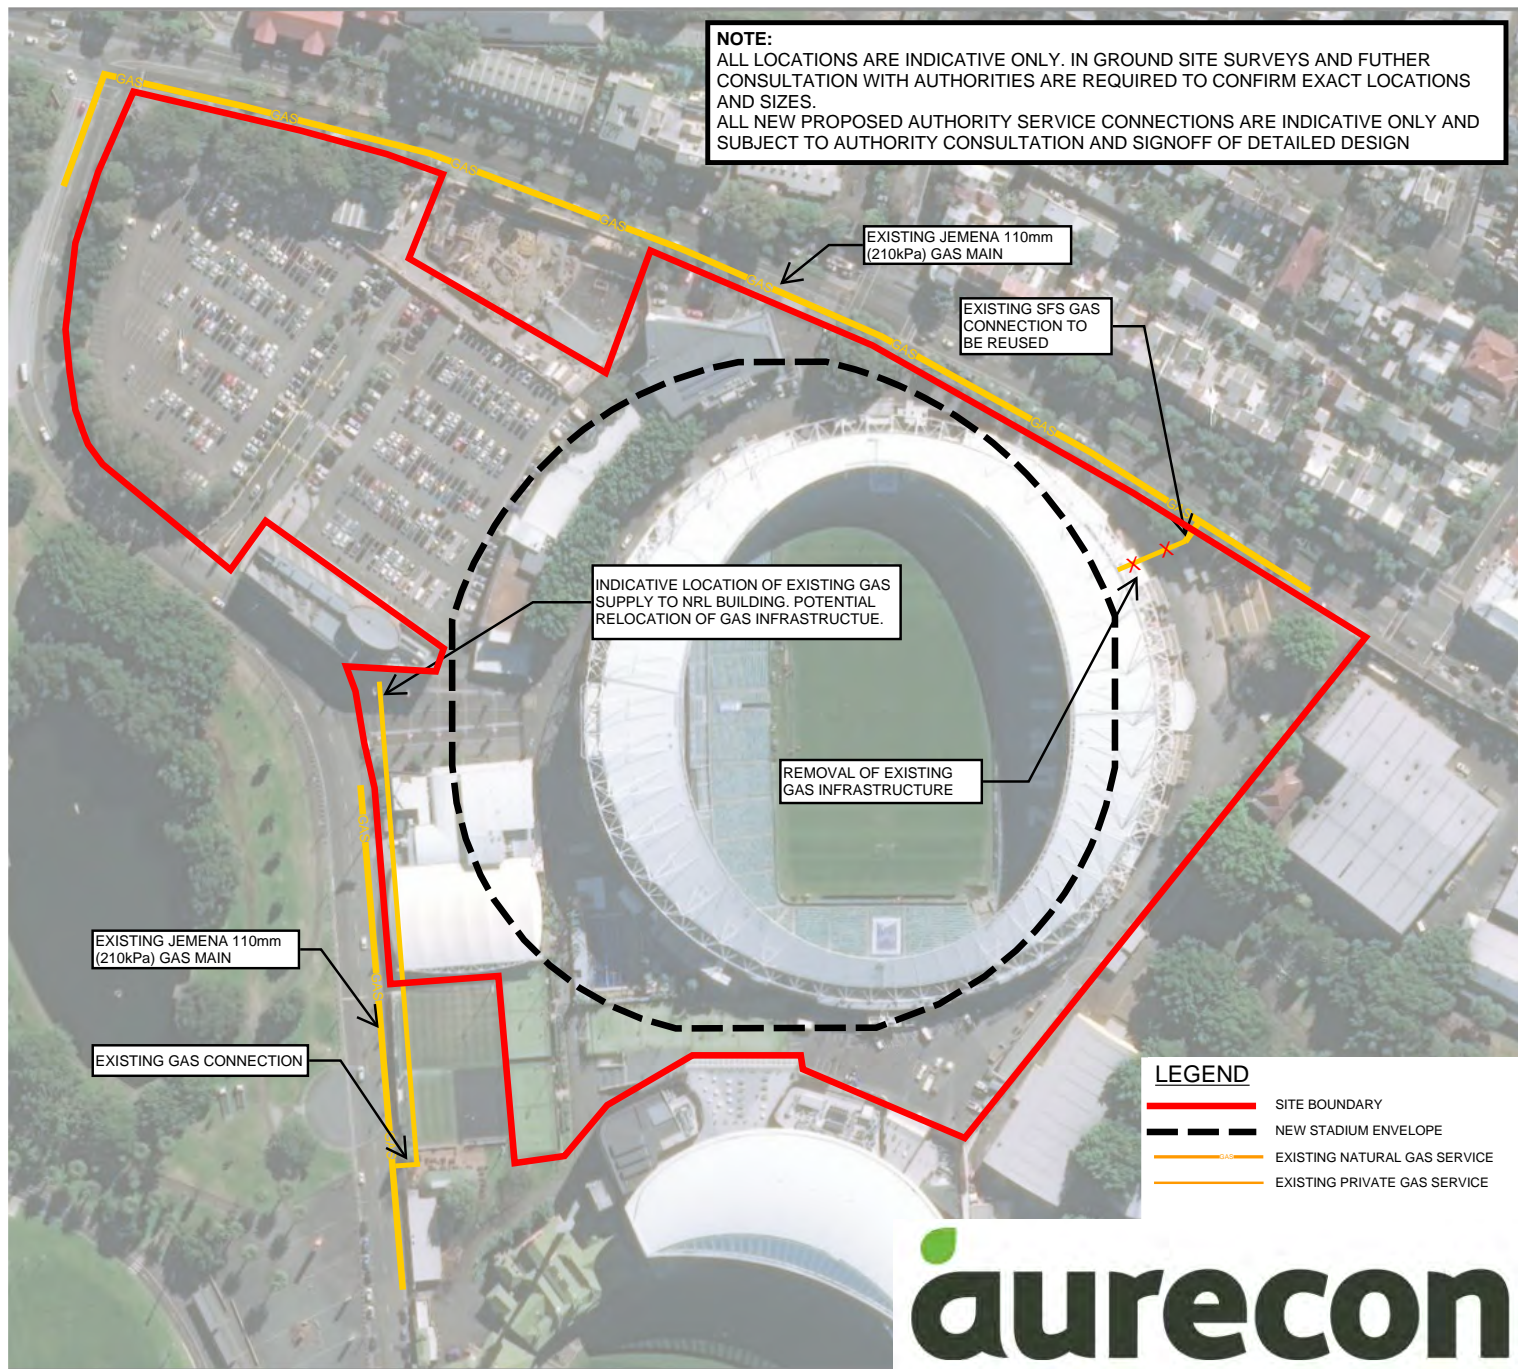 NOTE:
ALL LOCATIONS ARE INDICATIVE ONLY. IN GROUND SITE SURVEYS AND FUTHER
CONSULTATION WITH AUTHORITIES ARE REQUIRED TO CONFIRM EXACT LOCATIONS
AND SIZES.
ALL NEW PROPOSED AUTHORITY SERVICE CONNECTIONS ARE INDICATIVE ONLY AND
SUBJECT TO AUTHORITY CONSULTATION AND SIGNOFF OF DETAILED DESIGN
GAS
GAS
GAS
GAS
EXISTING JEMENA 110mm
(210kPa) GAS MAIN
GAS
EXISTING SFS GAS
CONNECTION TO
BE REUSED
GAS
GAS
GAS
INDICATIVE LOCATION OF EXISTING GAS
SUPPLY TO NRL BUILDING. POTENTIAL
RELOCATION OF GAS INFRASTRUCTUE.
REMOVAL OF EXISTING
GAS INFRASTRUCTURE
GAS
EXISTING JEMENA 110mm
(210kPa) GAS MAIN
GAS
EXISTING GAS CONNECTION
GAS
LEGEND
SITE BOUNDARY
NEW STADIUM ENVELOPE
GAS
EXISTING NATURAL GAS SERVICE
EXISTING PRIVATE GAS SERVICE
aurecon